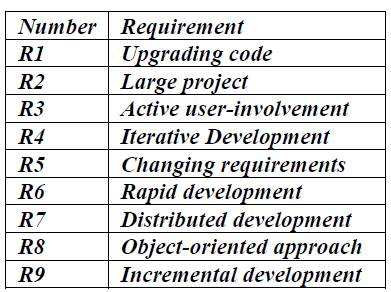 Number Requirement
R1 Upgrading code
R2 Large project
R3 Active user-involvement
R4 Iterative Development
R5 Changing requirements
R6 Rapid development
R7 Distributed development
R8 Object-oriented approach
R9 Incremental development